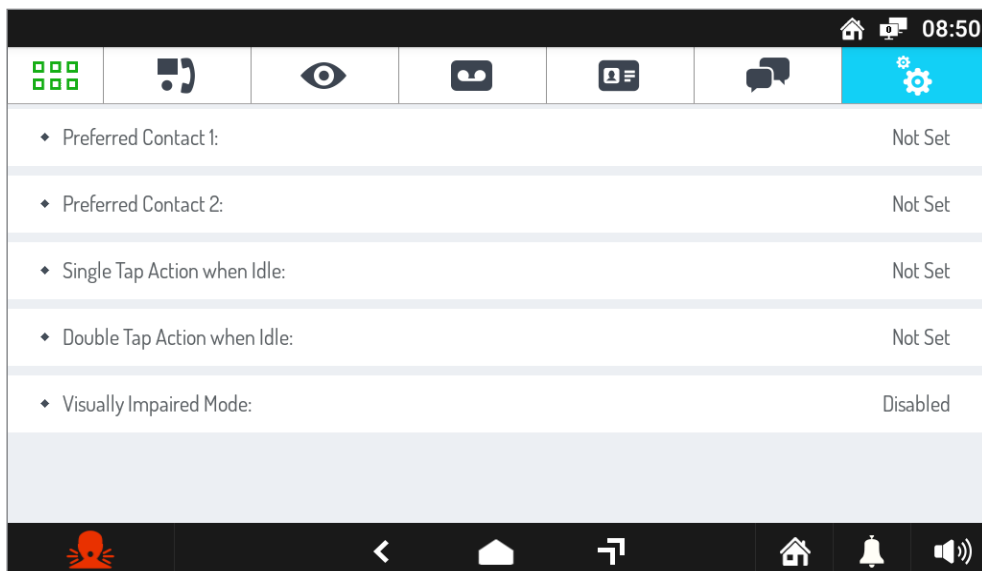 0 08:50
Preferred Contact 1: Not Set
Preferred Contact 2: Not Set
Single Tap Action when Idle: Not Set
Double Tap Action when Idle: Not Set
Visually Impaired Mode: Disabled